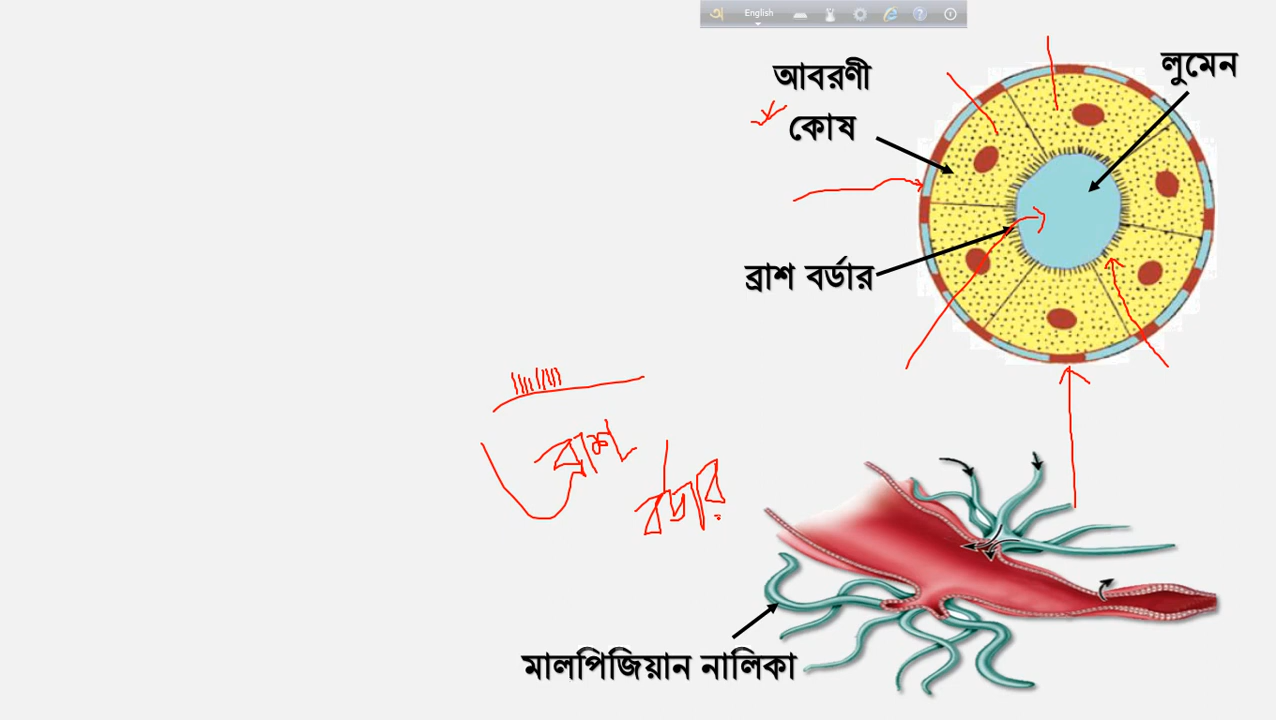 অ English
আবরণী
কোষ
লুমেন
ব্রাশ বর্ডার
ব্রাশ
বর্ডার
মালপিজিয়ান নালিকা